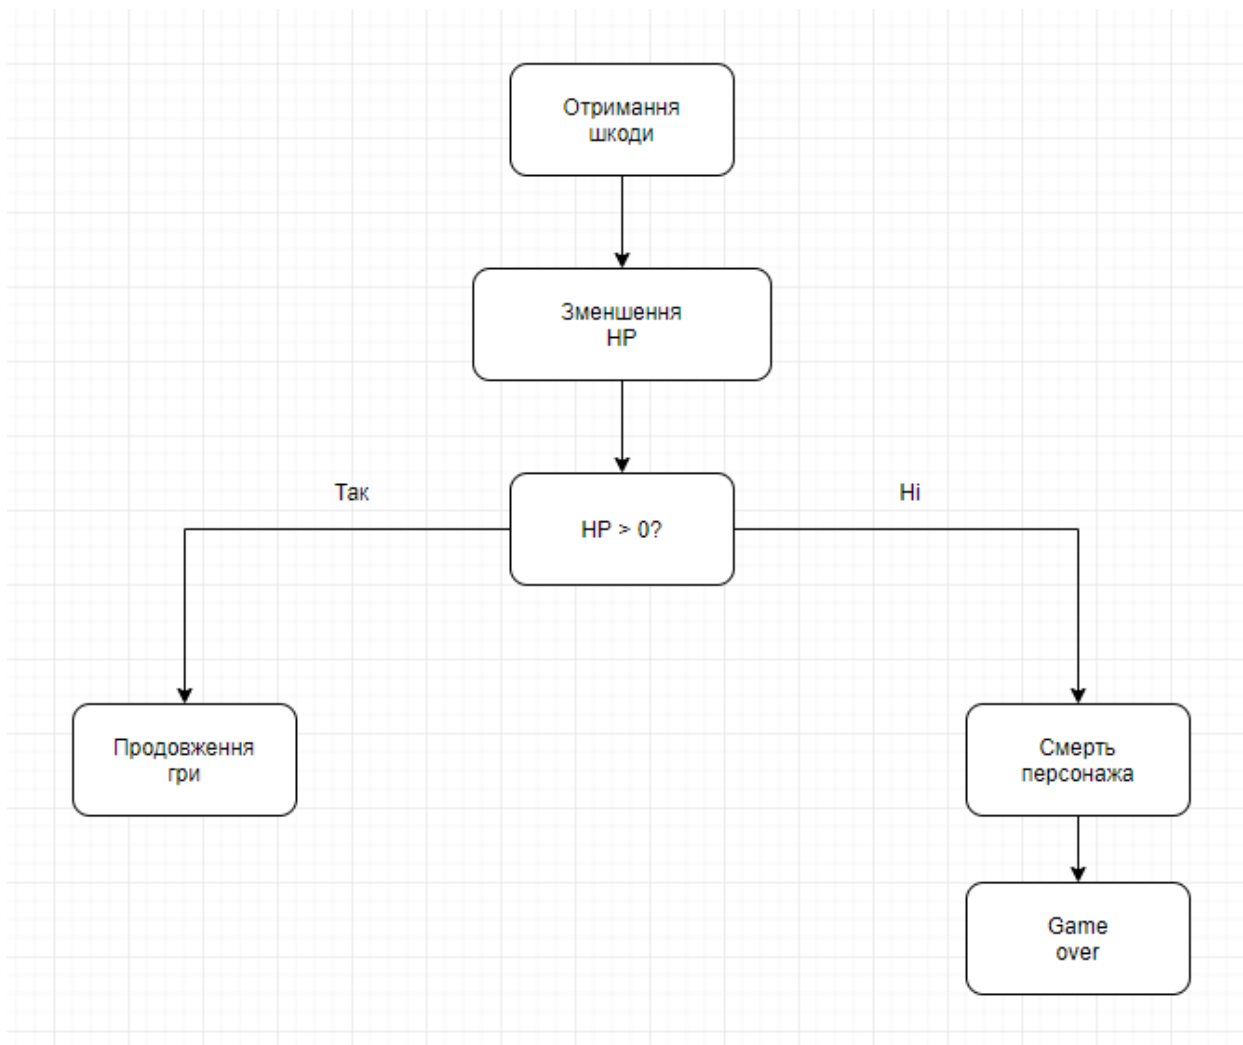 Отримання
шкоди
Зменшення
HP
Так
Ні
HP > 0?
Продовження
гри
Смерть
персонажа
Game
over